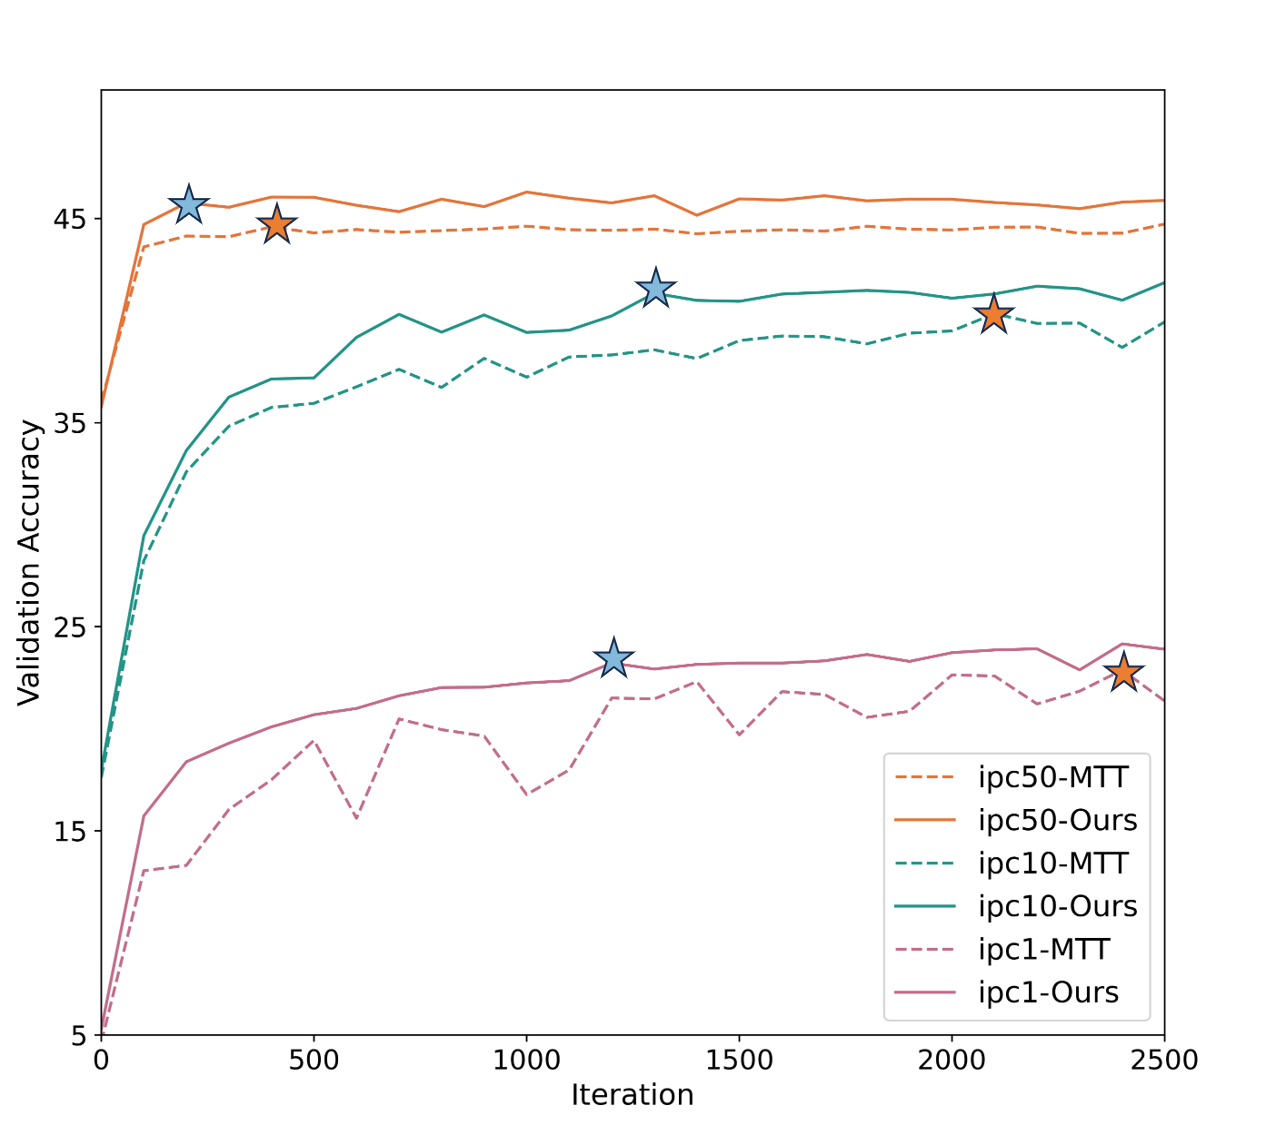 Validation Accuracy
45
35
25
15
5
0 500 1000 1500 2000 2500
Iteration
ipc50-MTT
ipc50-Ours
ipc10-MTT
ipc10-Ours
ipc1-MTT
ipc1-Ours